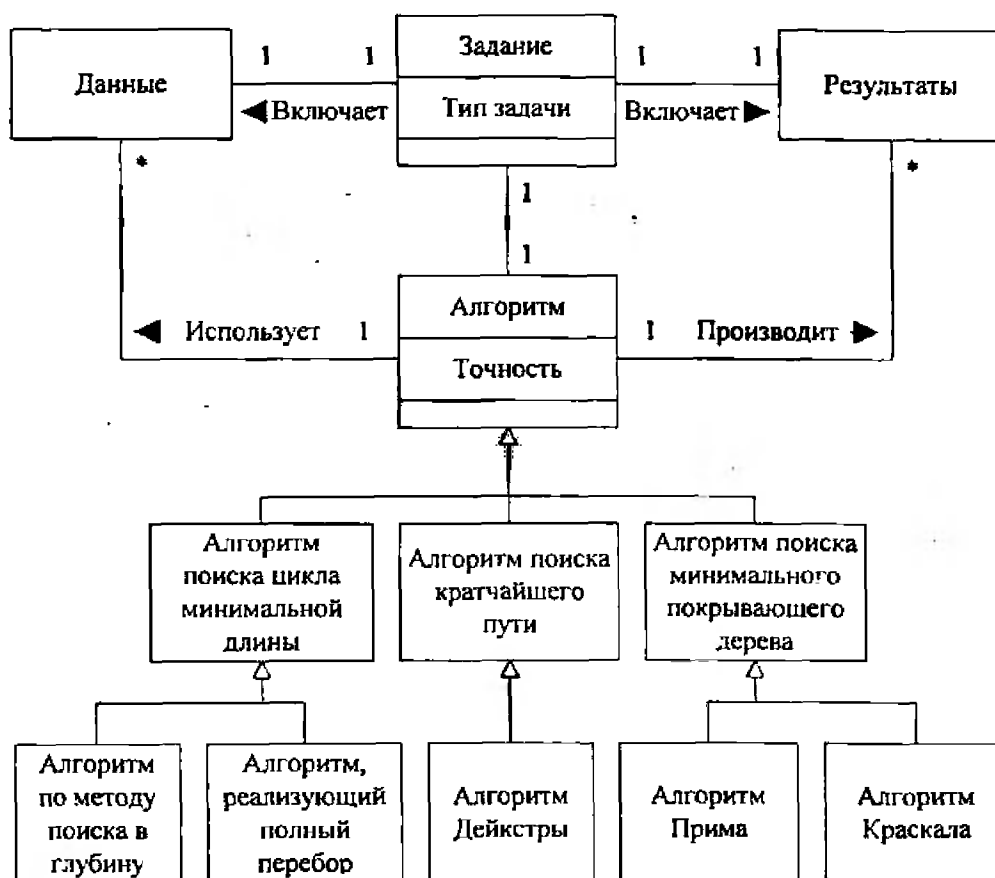 Данные
1
1
Задание
1
1
Результаты
Включает
Тип задачи
Включает
*
*
1
1
Алгоритм
Использует
1
1
Производит
Точность
Алгоритм
поиска цикла
минимальной
длины
Алгоритм поиска
кратчайшего
пути
Алгоритм поиска
минимального
покрывающего
дерева
Алгоритм
по методу
поиска в
глубину
Алгоритм,
реализующий
полный
перебор
Алгоритм
Дейкстры
Алгоритм
Прима
Алгоритм
Краскала